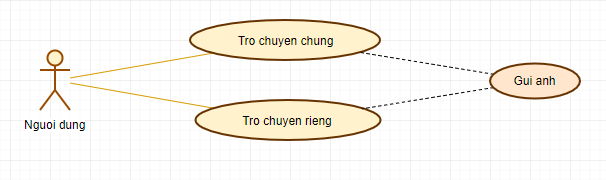 Tro chuyen chung
Gui anh
Nguoi dung
Tro chuyen rieng